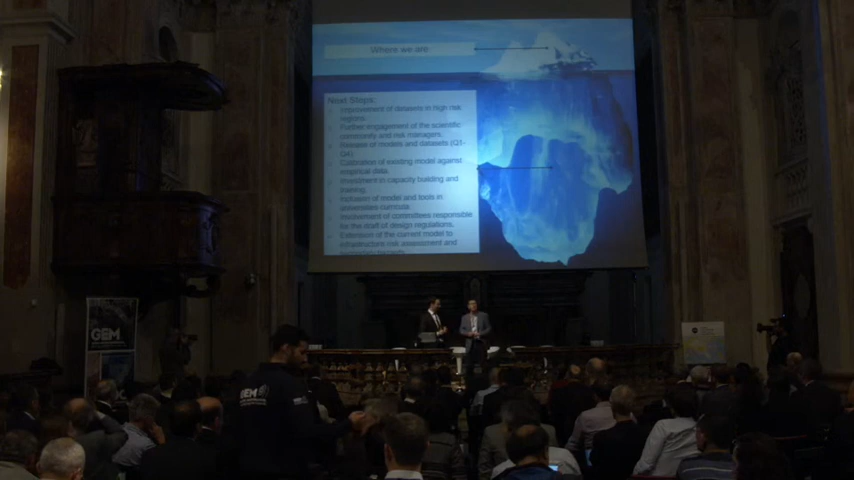 Where we are
Next Steps:
Improvement of datasets in high risk
regions.
Further engagement of the scientific
community and risk managers.
Release of models and datasets (Q1-
Q4)
Calibration of existing model against
empirical data.
Investment in capacity building and
training.
Inclusion of model and tools in
universities curricula.
Involvement of committees responsible
for the draft of design regulations.
Extension of the current model to
infrastructure risk assessment and
GEM
GEM